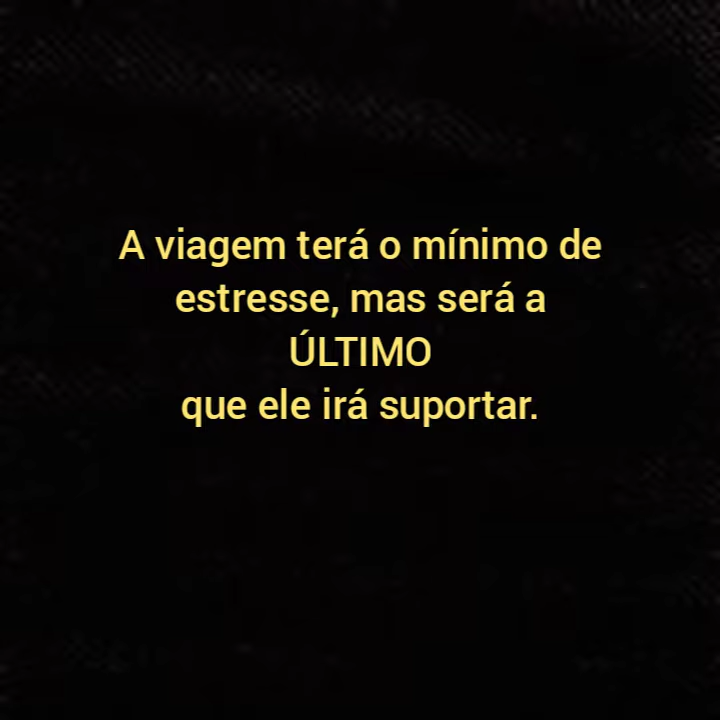 A viagem terá o mínimo de
estresse, mas será a
ÚLTIMO
que ele irá suportar.